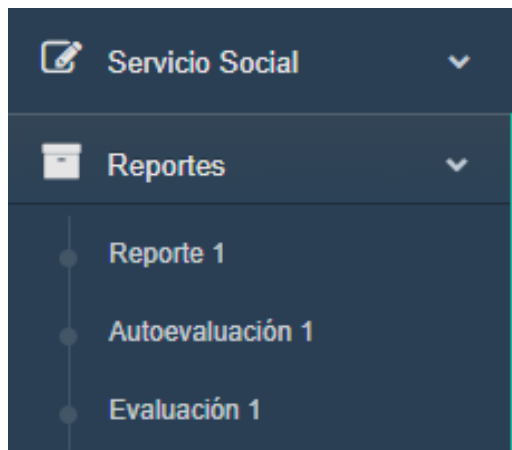 Servicio Social
Reportes
Reporte 1
Autoevaluación 1
Evaluación 1